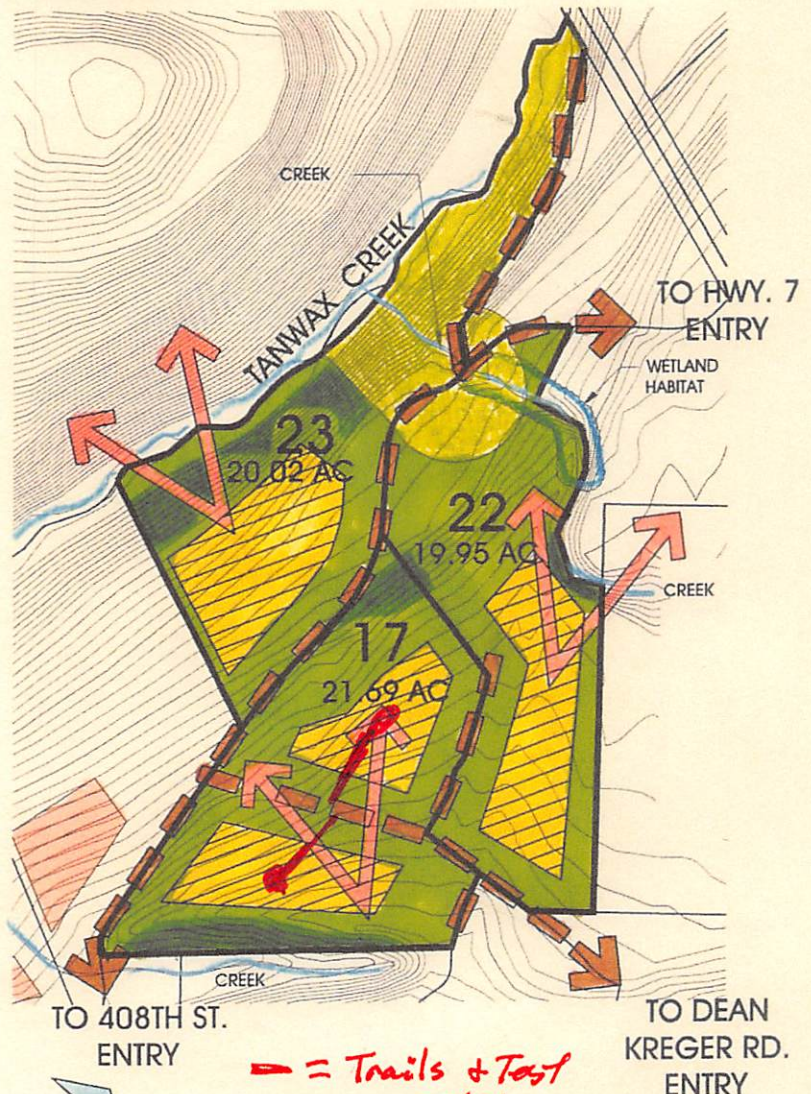 CREEK
TANWAX CREEK
TO HWY. 7
ENTRY
WETLAND
HABITAT
23
20.02 AC
22
19.95 AC
CREEK
17
21.69 AC
CREEK
TO 408TH ST.
ENTRY
TO DEAN
KREGER RD.
ENTRY
= Trails & Test